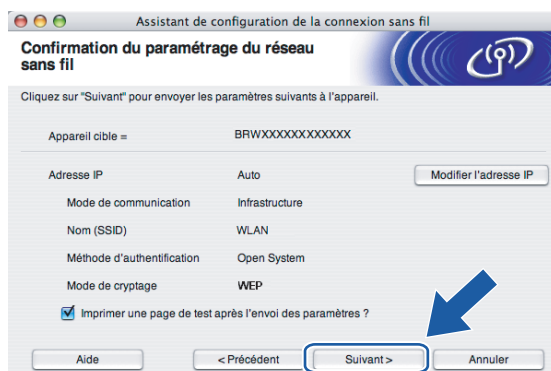 Assistant de configuration de la connexion sans fil
Confirmation du paramétrage du réseau
sans fil
Cliquez sur "Suivant" pour envoyer les paramètres suivants à l'appareil.
Appareil cible = BRWXXXXXXXXXXXX
Adresse IP Auto Modifier l'adresse IP
Mode de communication Infrastructure
Nom (SSID) WLAN
Méthode d'authentification Open System
Mode de cryptage WEP
Imprimer une page de test après l'envoi des paramètres ?
Aide < Précédent Suivant > Annuler